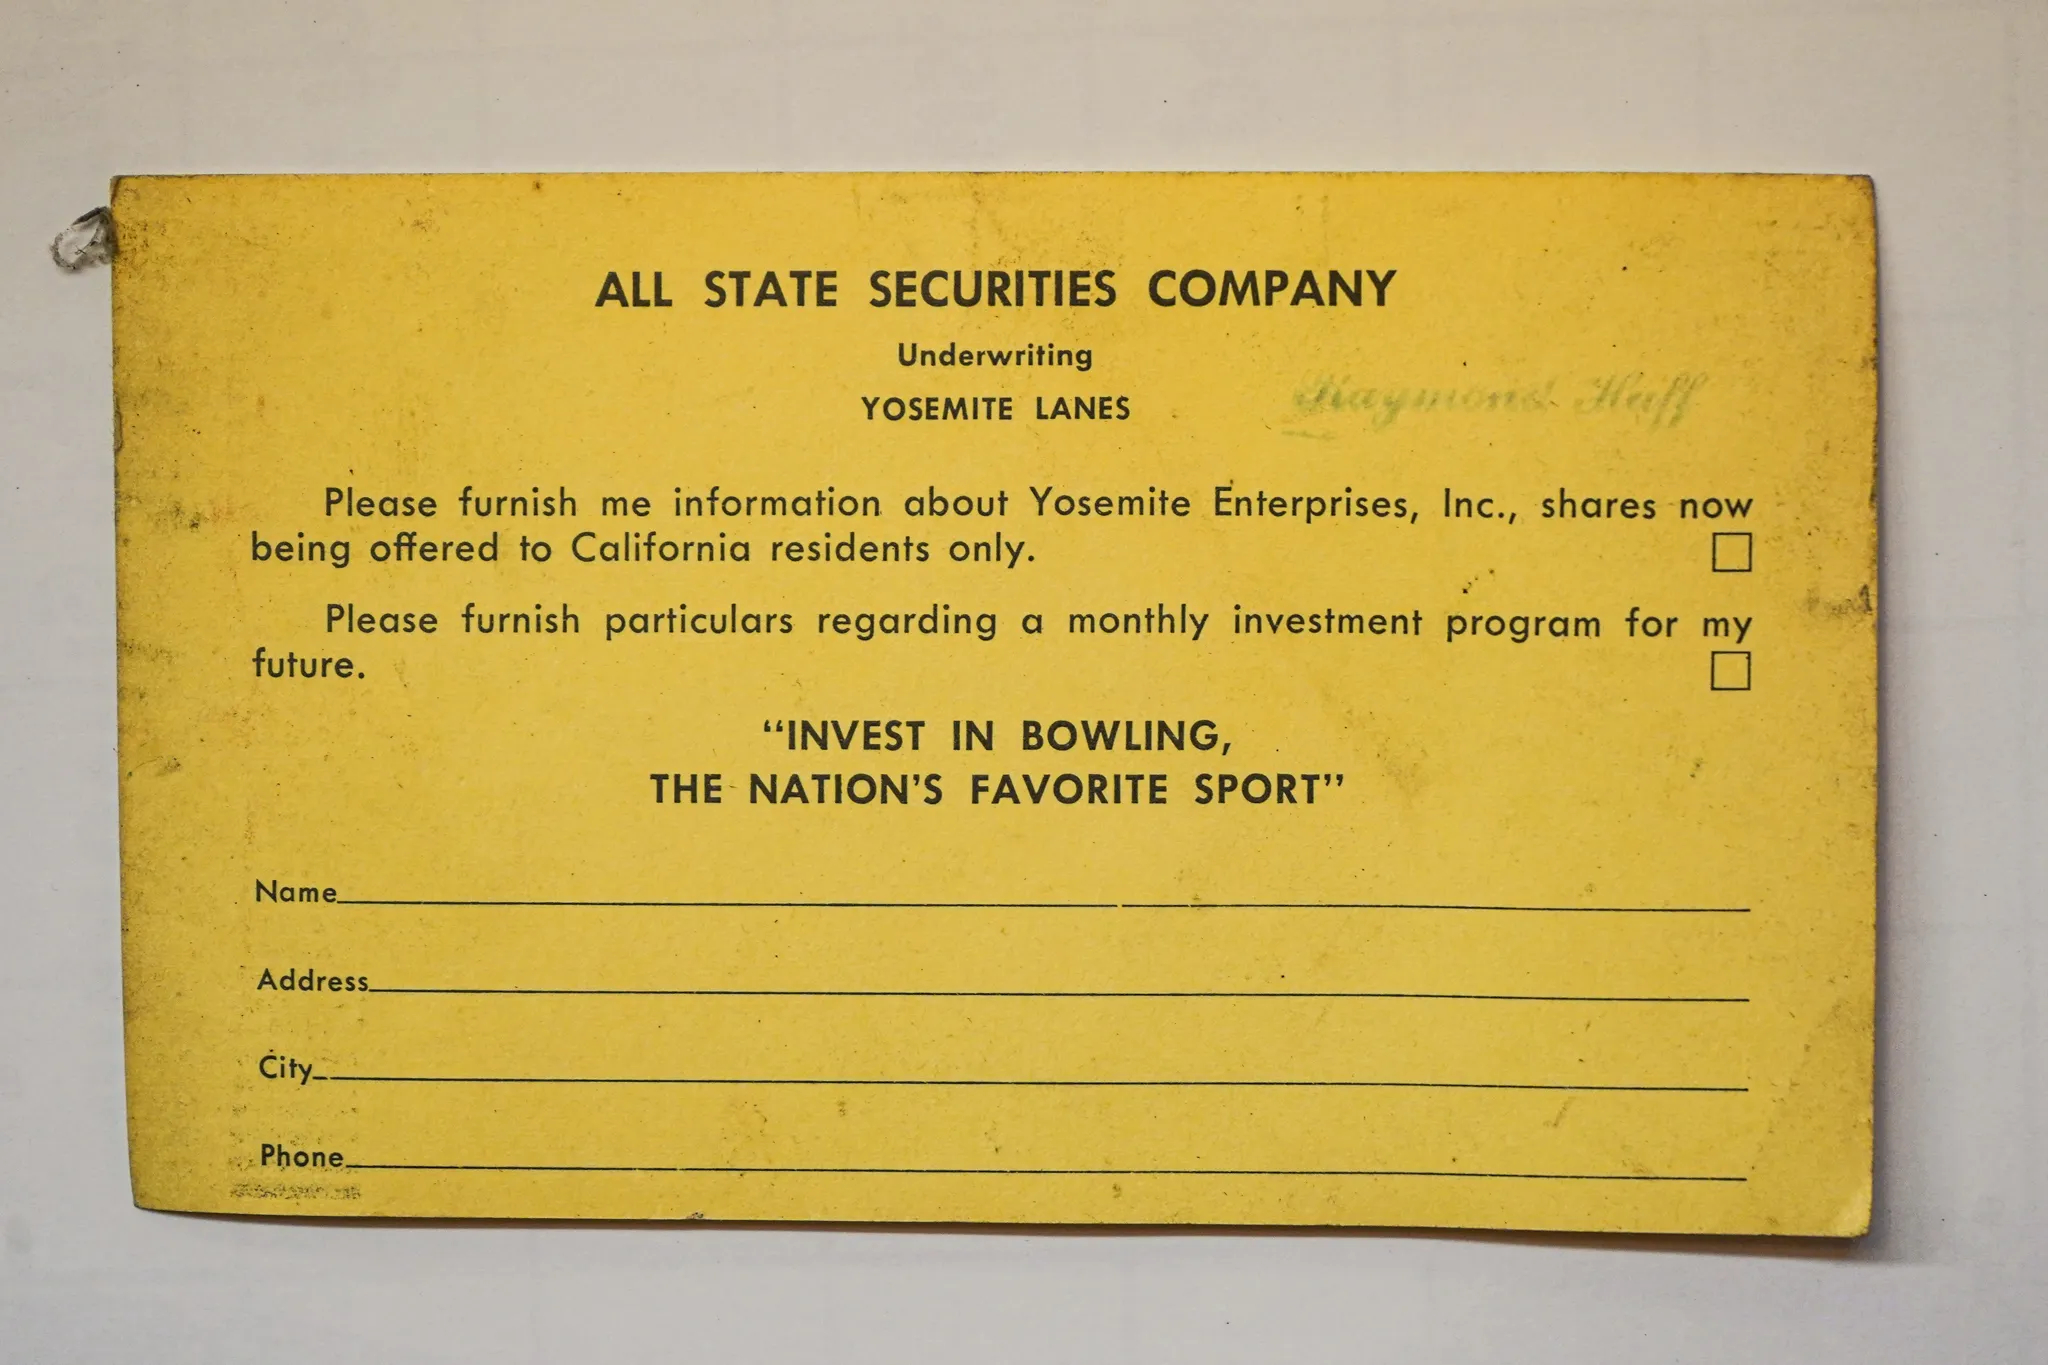 ALL STATE SECURITIES COMPANY
Underwriting
YOSEMITE LANES
Raymond
Please furnish me information about Yosemite Enterprises, Inc., shares now
being offered to California residents only.
Please furnish particulars regarding a monthly investment program for my
future.
“INVEST IN BOWLING,
THE NATION’S FAVORITE SPORT”
Name
Address
City
Phone